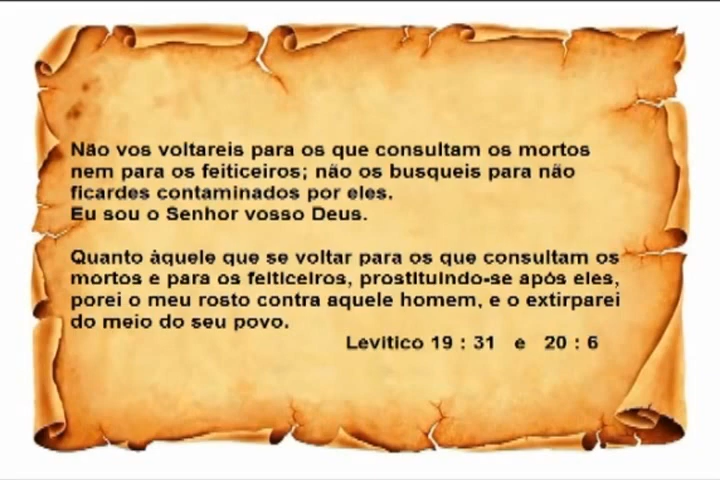 Não vos voltareis para os que consultam os mortos
nem para os feiticeiros; não os busqueis para não
ficardes contaminados por eles.
Eu sou o Senhor vosso Deus.
Quanto àquele que se voltar para os que consultam os
mortos e para os feiticeiros, prostituindo-se após eles,
porei o meu rosto contra aquele homem, e o extirparei
do meio do seu povo.
Levitico 19 : 31 e 20 : 6